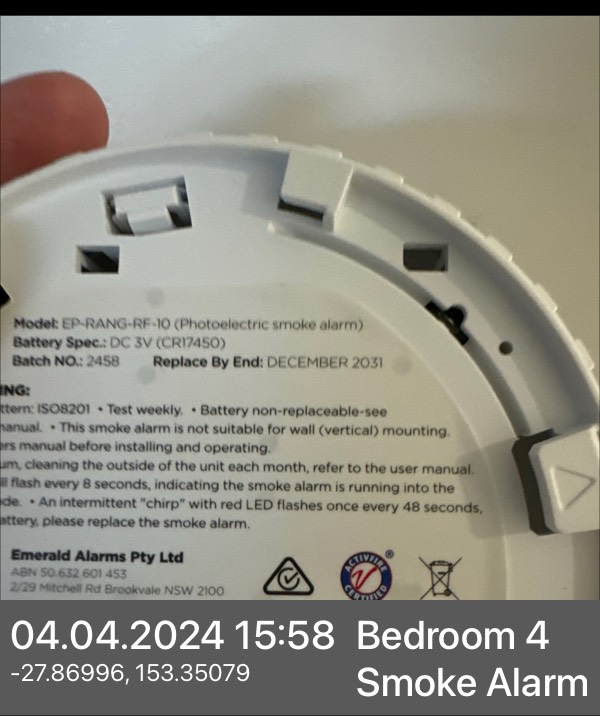 Model: EP-RANG-RF-10 (Photoelectric smoke alarm)
Battery Spec.: DC 3V (CR17450)
Batch NO.: 2458 Replace By End: DECEMBER 2031
NG:
ttern: ISO8201 • Test weekly. • Battery non-replaceable-see
manual. • This smoke alarm is not suitable for wall (vertical) mounting.
ers manual before installing and operating.
um, cleaning the outside of the unit each month, refer to the user manual.
ll flash every 8 seconds, indicating the smoke alarm is running into the
de. • An intermittent "chirp" with red LED flashes once every 48 seconds,
attery, please replace the smoke alarm.
Emerald Alarms Pty Ltd
ABN 50 632 601 453
2/29 Mitchell Rd Brookvale NSW 2100
ACTIVFIRE ®
CERTIFIED
04.04.2024 15:58 Bedroom 4
-27.86996, 153.35079 Smoke Alarm